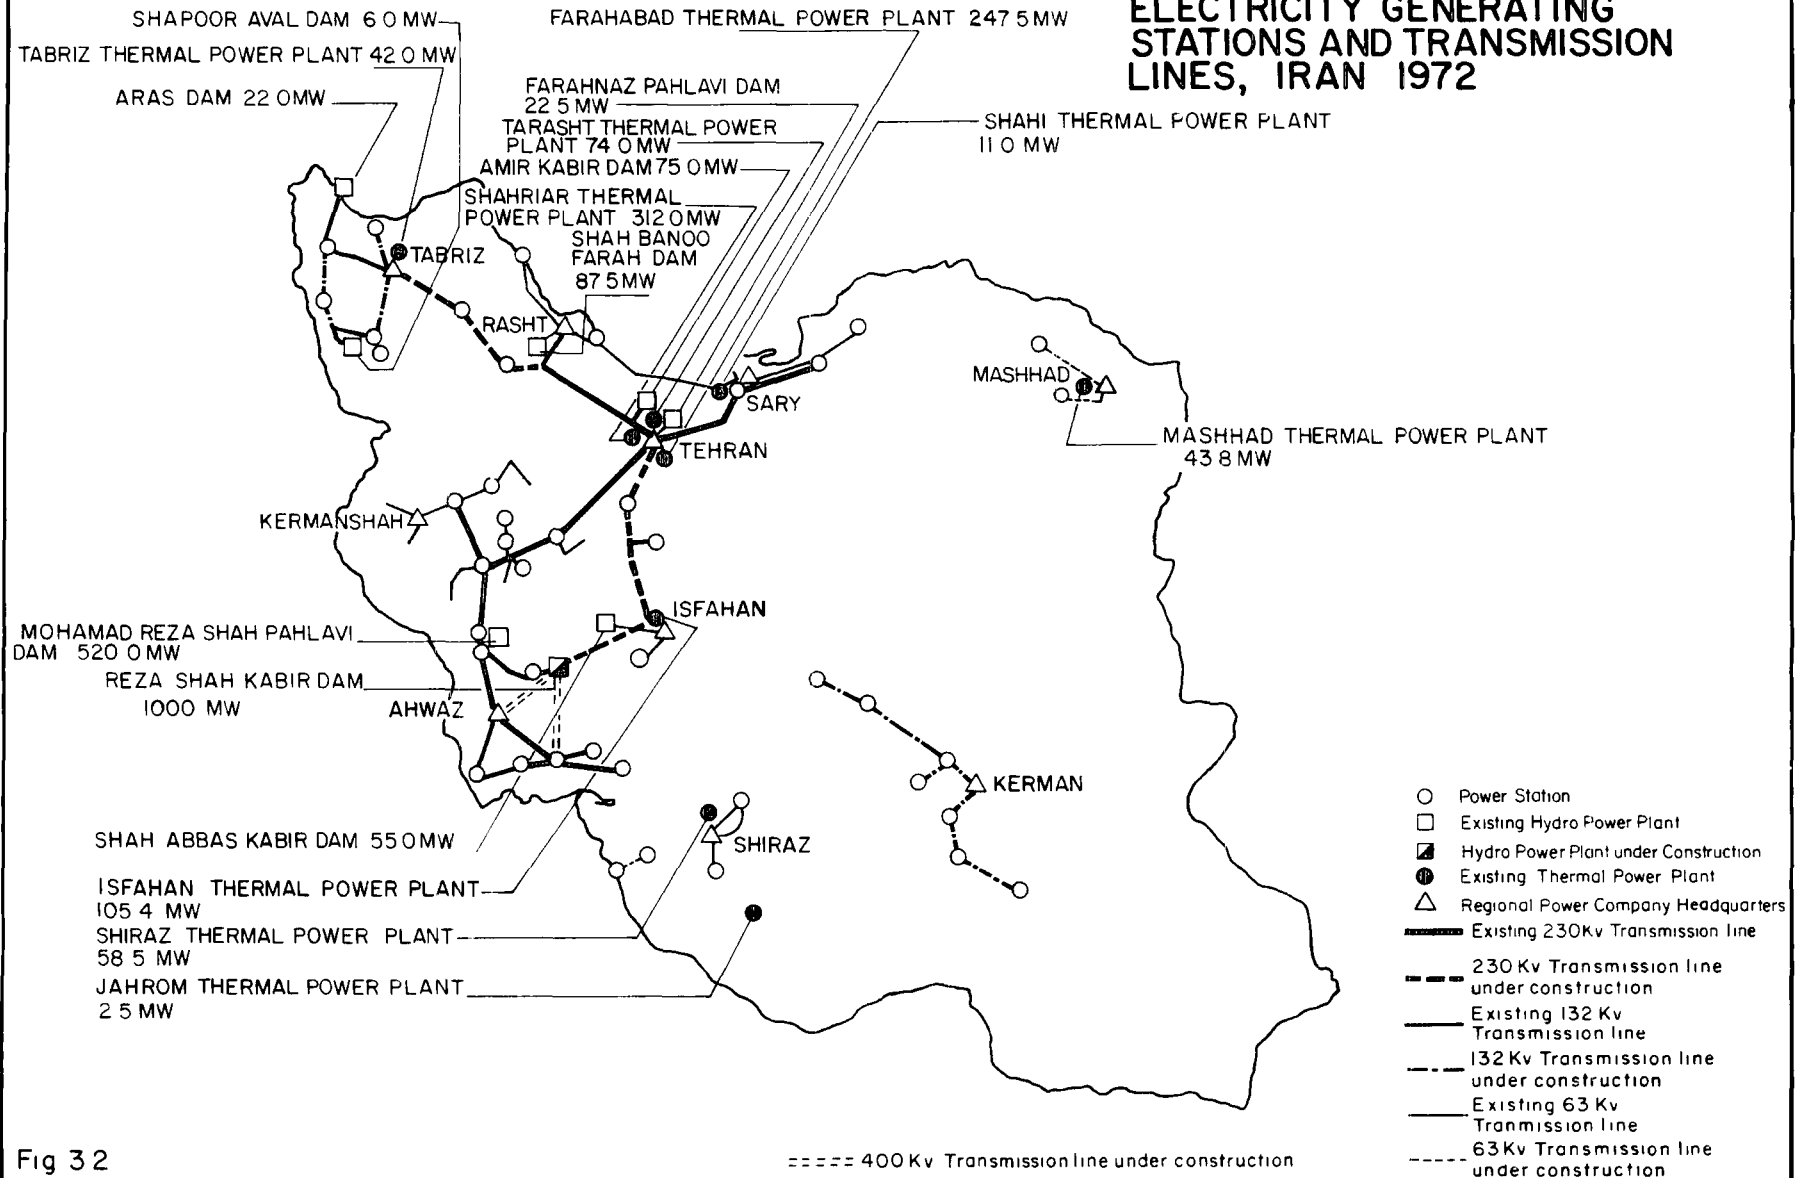 ELECTRICITY GENERATING
STATIONS AND TRANSMISSION
LINES, IRAN 1972
SHAPOOR AVAL DAM 6 0 MW
TABRIZ THERMAL POWER PLANT 42 0 MW
ARAS DAM 22 0MW
FARAHABAD THERMAL POWER PLANT 247 5MW
FARAHNAZ PAHLAVI DAM
22 5 MW
TARASHT THERMAL POWER
PLANT 74 0 MW
AMIR KABIR DAM 75 0 MW
SHAHRIAR THERMAL
POWER PLANT 312 0 MW
SHAH BANOO
FARAH DAM
87 5 MW
SHAHI THERMAL POWER PLANT
11 0 MW
TABRIZ
RASHT
SARY
TEHRAN
MASHHAD
MASHHAD THERMAL POWER PLANT
43 8 MW
KERMANSHAH
ISFAHAN
MOHAMAD REZA SHAH PAHLAVI
DAM 520 0 MW
REZA SHAH KABIR DAM
1000 MW
AHWAZ
KERMAN
SHIRAZ
SHAH ABBAS KABIR DAM 55 0 MW
ISFAHAN THERMAL POWER PLANT
105 4 MW
SHIRAZ THERMAL POWER PLANT
58 5 MW
JAHROM THERMAL POWER PLANT
2 5 MW
Power Station
Existing Hydro Power Plant
Hydro Power Plant under Construction
Existing Thermal Power Plant
Regional Power Company Headquarters
Existing 230Kv Transmission line
230 Kv Transmission line
under construction
Existing 132 Kv
Transmission line
132 Kv Transmission line
under construction
Existing 63 Kv
Tranmission line
63Kv Transmission line
under construction
400 Kv Transmission line under construction
Fig 3 2